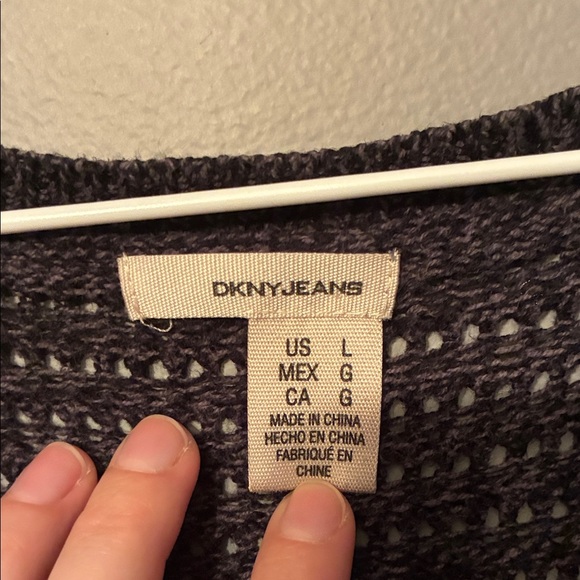 DKNYJEANS
US L
MEX G
CA G
MADE IN CHINA
HECHO EN CHINA
FABRIQUÉ EN
CHINE